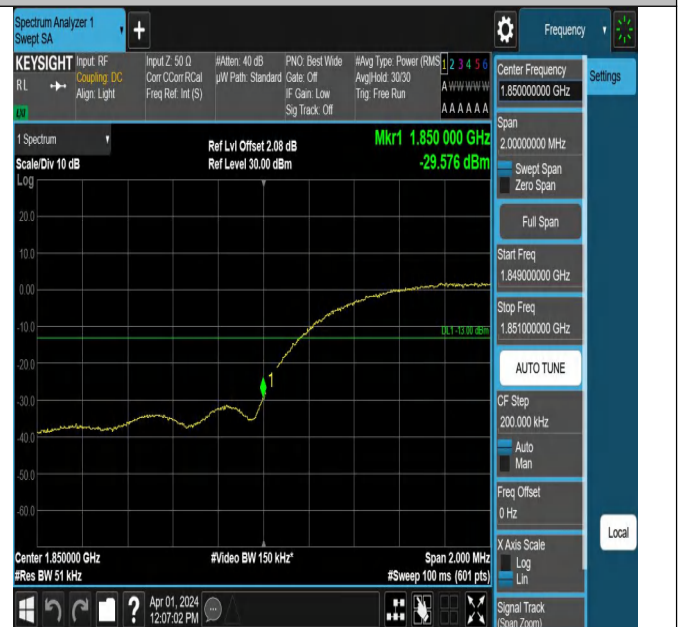 Spectrum Analyzer 1
Swept SA
+
Frequency
KEYSIGHT
RL
LXI
Input: RF
Coupling: DC
Align: Light
Input Z: 50 Ω
Corr CCorr RCal
Freq Ref: Int (S)
#Atten: 40 dB
µW Path: Standard
PNO: Best Wide
Gate: Off
IF Gain: Low
Sig Track: Off
#Avg Type: Power (RMS
Avg|Hold: 30/30
Trig: Free Run
1 2 3 4 5 6
A W W W W W
A A A A A A
1 Spectrum
Scale/Div 10 dB
Ref Lvl Offset 2.08 dB
Ref Level 30.00 dBm
Mkr1 1.850 000 GHz
-29.576 dBm
Log
20.0
10.0
0.00
-10.0
-20.0
-30.0
-40.0
-50.0
-60.0
DL1 -13.00 dBm
1
Center 1.850000 GHz
#Res BW 51 kHz
#Video BW 150 kHz*
Span 2.000 MHz
#Sweep 100 ms (601 pts)
Center Frequency
1.850000000 GHz
Settings
Span
2.00000000 MHz
Swept Span
Zero Span
Full Span
Start Freq
1.849000000 GHz
Stop Freq
1.851000000 GHz
AUTO TUNE
CF Step
200.000 kHz
Auto
Man
Freq Offset
0 Hz
Local
X Axis Scale
Log
Lin
Signal Track
(Span Zoom)
?
Apr 01, 2024
12:07:02 PM